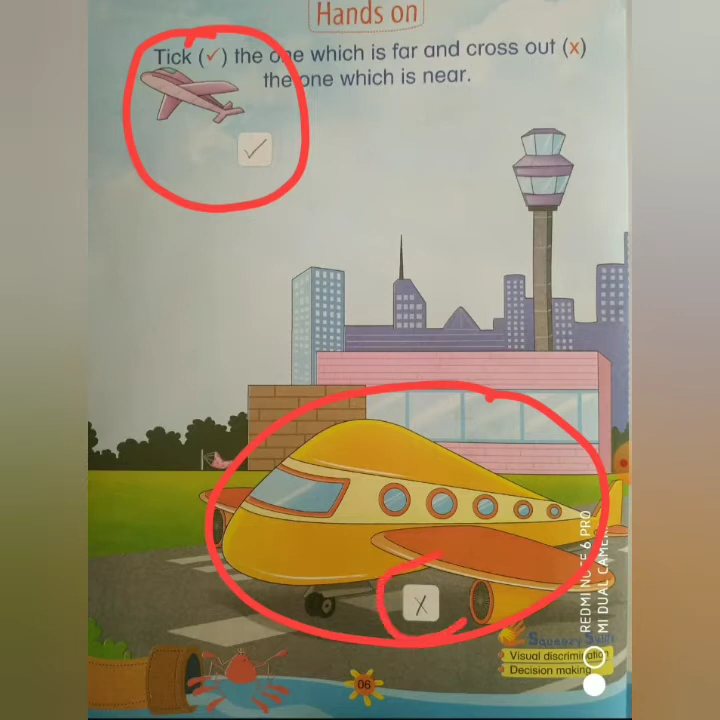 Hands on
Tick (✓) the one which is far and cross out (x)
the one which is near.
✓
X
Squeezy Skills
Visual discrimination
Decision making
06
REDMI NOTE 6 PRO
MI DUAL CAMERA